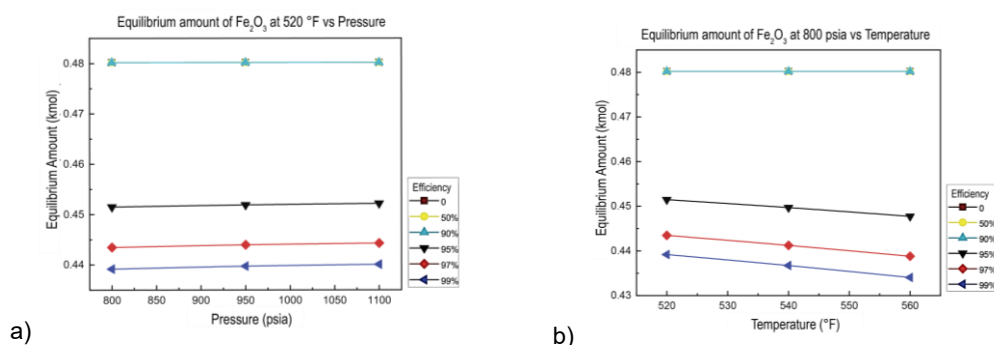 Equilibrium amount of Fe₂O₃ at 520 °F vs Pressure
Equilibrium Amount (kmol)
0.48
0.47
0.46
0.45
0.44
800 850 900 950 1000 1050 1100
Pressure (psia)
Efficiency
0
50%
90%
95%
97%
99%
a)
Equilibrium amount of Fe₂O₃ at 800 psia vs Temperature
Equilibrium Amount (kmol)
0.48
0.47
0.46
0.45
0.44
0.43
520 530 540 550 560
Temperature (°F)
Efficiency
0
50%
90%
95%
97%
99%
b)